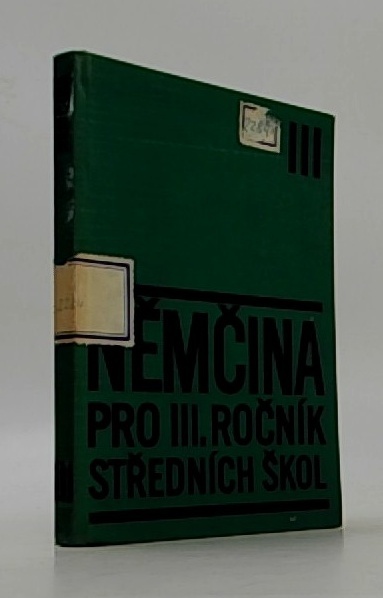 III
NĚMČINA
PRO III. ROČNÍK
STŘEDNÍCH ŠKOL